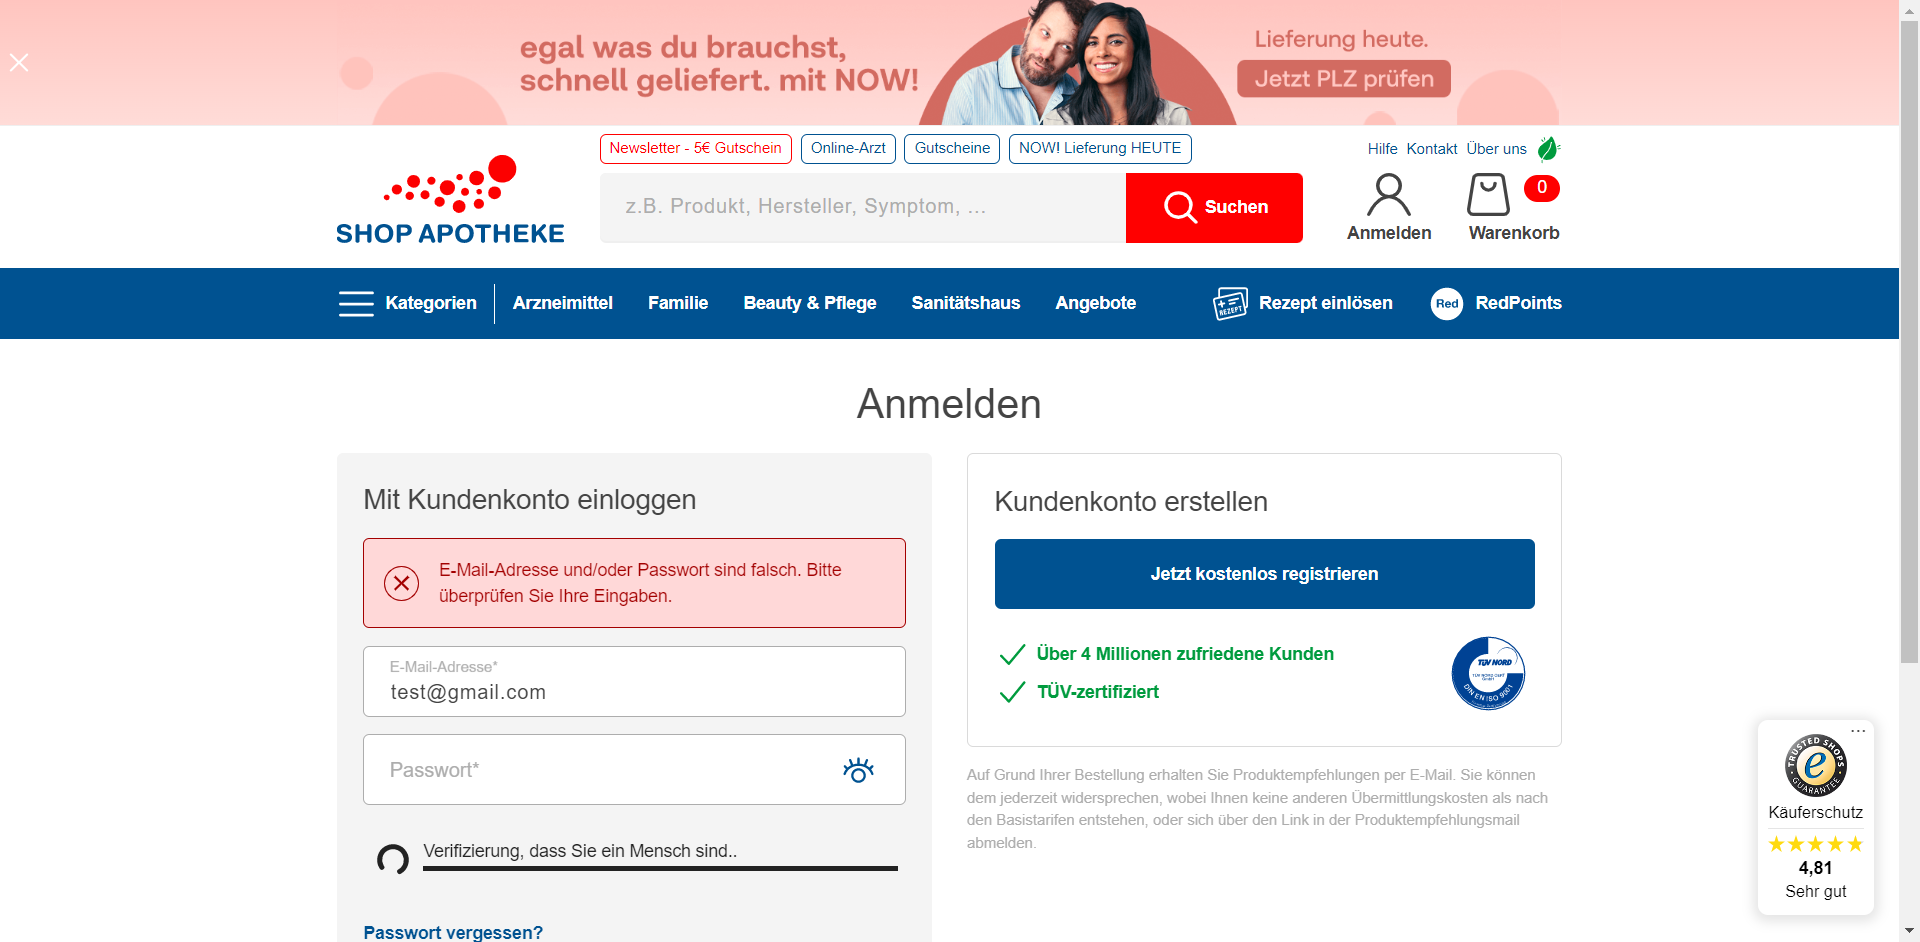 egal was du brauchst,
schnell geliefert. mit NOW!
Lieferung heute.
Jetzt PLZ prüfen
Newsletter - 5€ Gutschein
Online-Arzt
Gutscheine
NOW! Lieferung HEUTE
Hilfe
Kontakt
Über uns
SHOP APOTHEKE
z.B. Produkt, Hersteller, Symptom, ...
Suchen
Anmelden
0
Warenkorb
Kategorien
Arzneimittel
Familie
Beauty & Pflege
Sanitätshaus
Angebote
REZEPT
Rezept einlösen
Red
RedPoints
Anmelden
Mit Kundenkonto einloggen
E-Mail-Adresse und/oder Passwort sind falsch. Bitte
überprüfen Sie Ihre Eingaben.
E-Mail-Adresse*
test@gmail.com
Passwort*
Verifizierung, dass Sie ein Mensch sind..
Passwort vergessen?
Kundenkonto erstellen
Jetzt kostenlos registrieren
Über 4 Millionen zufriedene Kunden
TÜV-zertifiziert
TÜV NORD
TÜV NORD CERT
GmbH
DIN EN ISO 9001
Auf Grund Ihrer Bestellung erhalten Sie Produktempfehlungen per E-Mail. Sie können
dem jederzeit widersprechen, wobei Ihnen keine anderen Übermittlungskosten als nach
den Basistarifen entstehen, oder sich über den Link in der Produktempfehlungsmail
abmelden.
TRUSTED SHOPS
e
GUARANTEE
Käuferschutz
4,81
Sehr gut